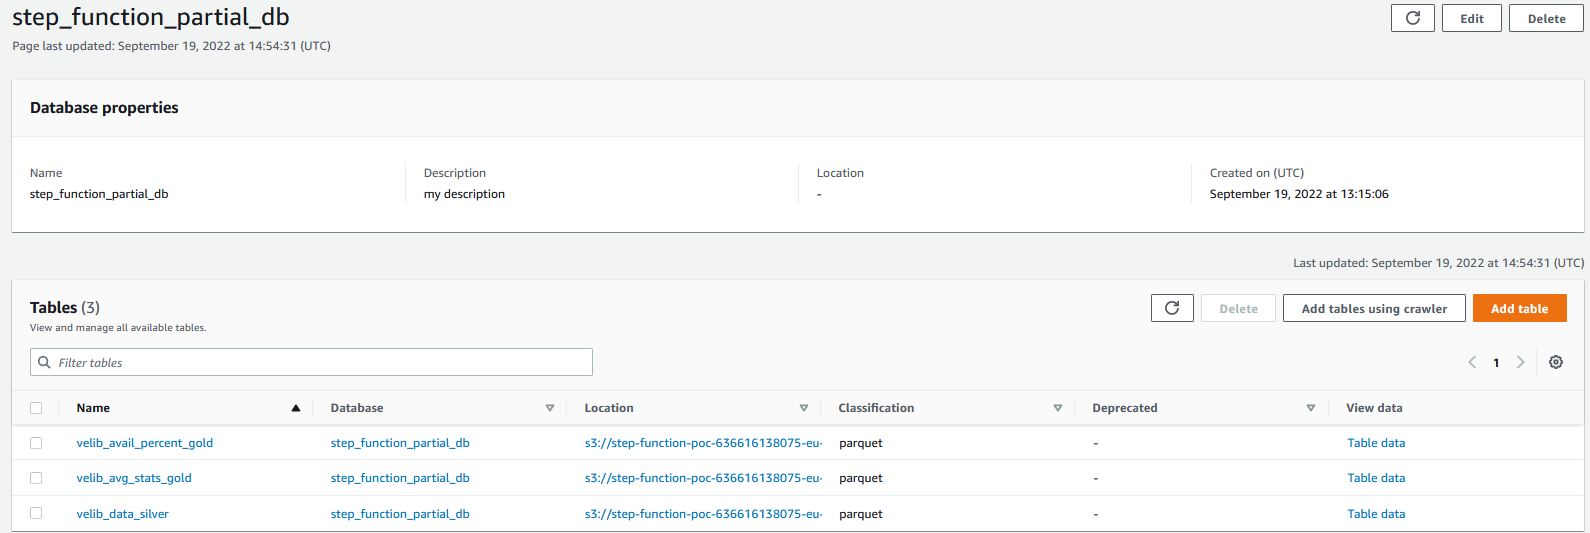 step_function_partial_db
Edit
Delete
Page last updated: September 19, 2022 at 14:54:31 (UTC)
Database properties
Name
Description
Location
Created on (UTC)
step_function_partial_db
my description
-
September 19, 2022 at 13:15:06
Last updated: September 19, 2022 at 14:54:31 (UTC)
Tables (3)
Delete
Add tables using crawler
Add table
View and manage all available tables.
Filter tables
1
Name
Database
Location
Classification
Deprecated
View data
velib_avail_percent_gold
step_function_partial_db
s3://step-function-poc-636616138075-eu-
parquet
-
Table data
velib_avg_stats_gold
step_function_partial_db
s3://step-function-poc-636616138075-eu-
parquet
-
Table data
velib_data_silver
step_function_partial_db
s3://step-function-poc-636616138075-eu-
parquet
-
Table data